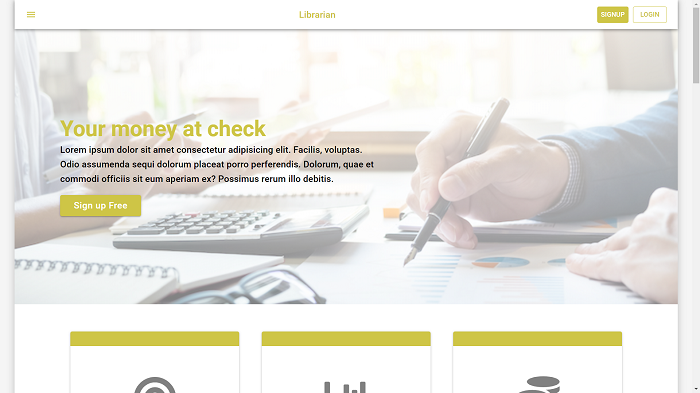 Librarian
SIGNUP
LOGIN
Your money at check
Lorem ipsum dolor sit amet consectetur adipisicing elit. Facilis, voluptas.
Odio assumenda sequi dolorum placeat porro perferendis. Dolorum, quae et
commodi officiis sit eum aperiam ex? Possimus rerum illo debitis.
Sign up Free